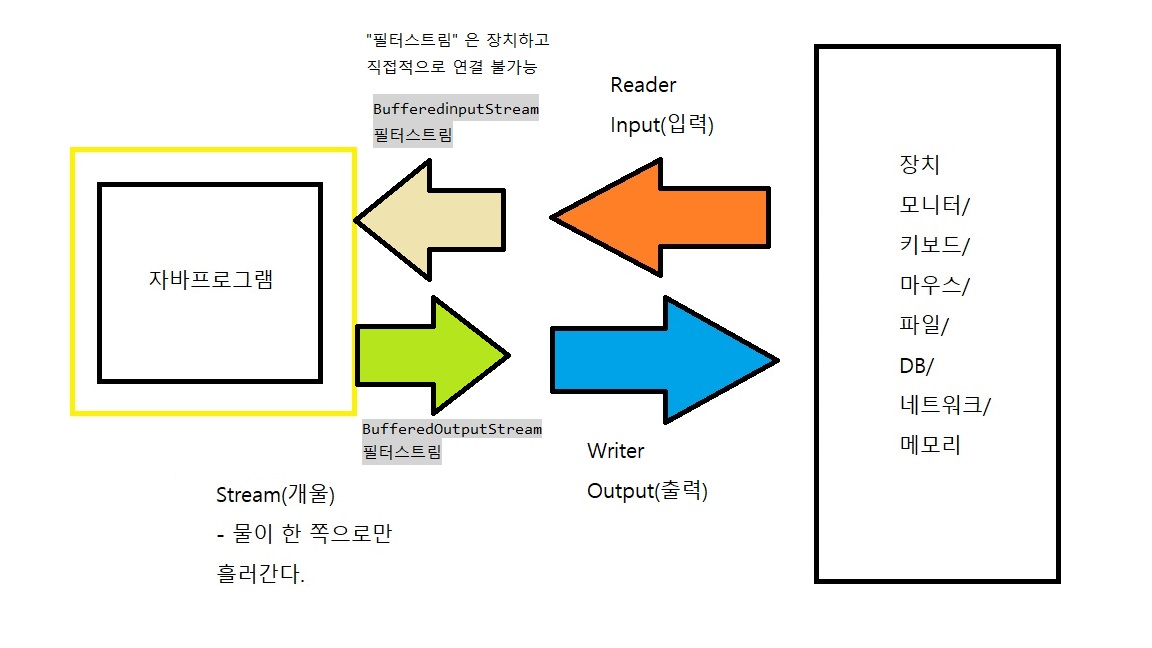 "필터스트림" 은 장치하고
직접적으로 연결 불가능
BufferedinputStream
필터스트림
Reader
Input(입력)
자바프로그램
장치
모니터/
키보드/
마우스/
파일/
DB/
네트워크/
메모리
BufferedOutputStream
필터스트림
Writer
Output(출력)
Stream(개울)
- 물이 한 쪽으로만
흘러간다.